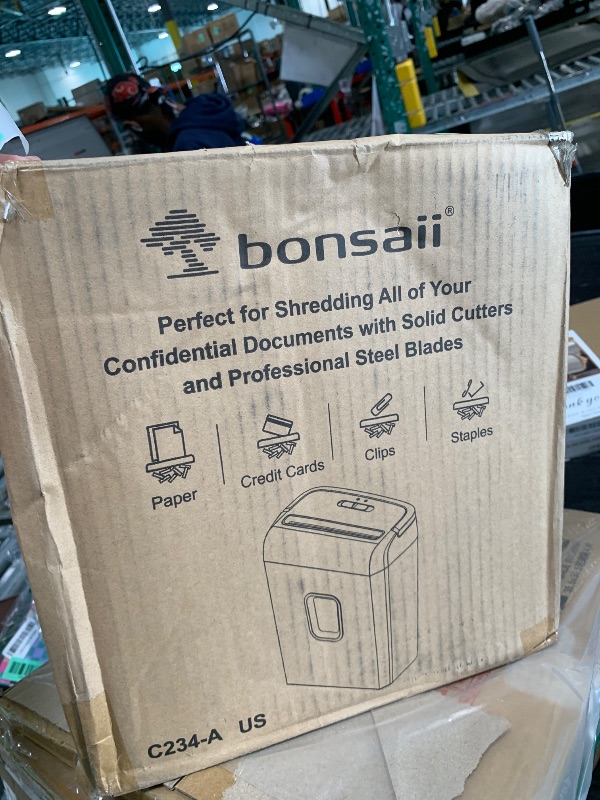 bonsaii®
Perfect for Shredding All of Your
Confidential Documents with Solid Cutters
and Professional Steel Blades
Paper
Credit Cards
Clips
Staples
C234-A US